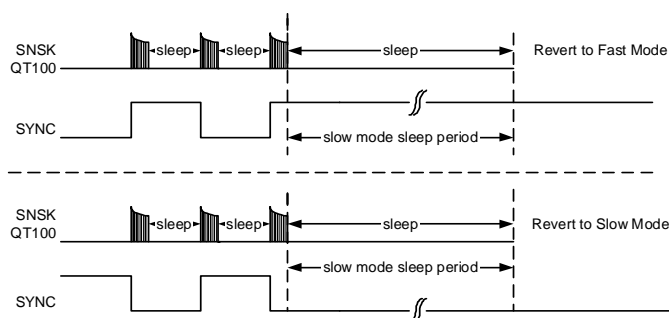 SNSK
QT100
sleep sleep sleep Revert to Fast Mode
SYNC
slow mode sleep period
SNSK
QT100
sleep sleep sleep Revert to Slow Mode
slow mode sleep period
SYNC